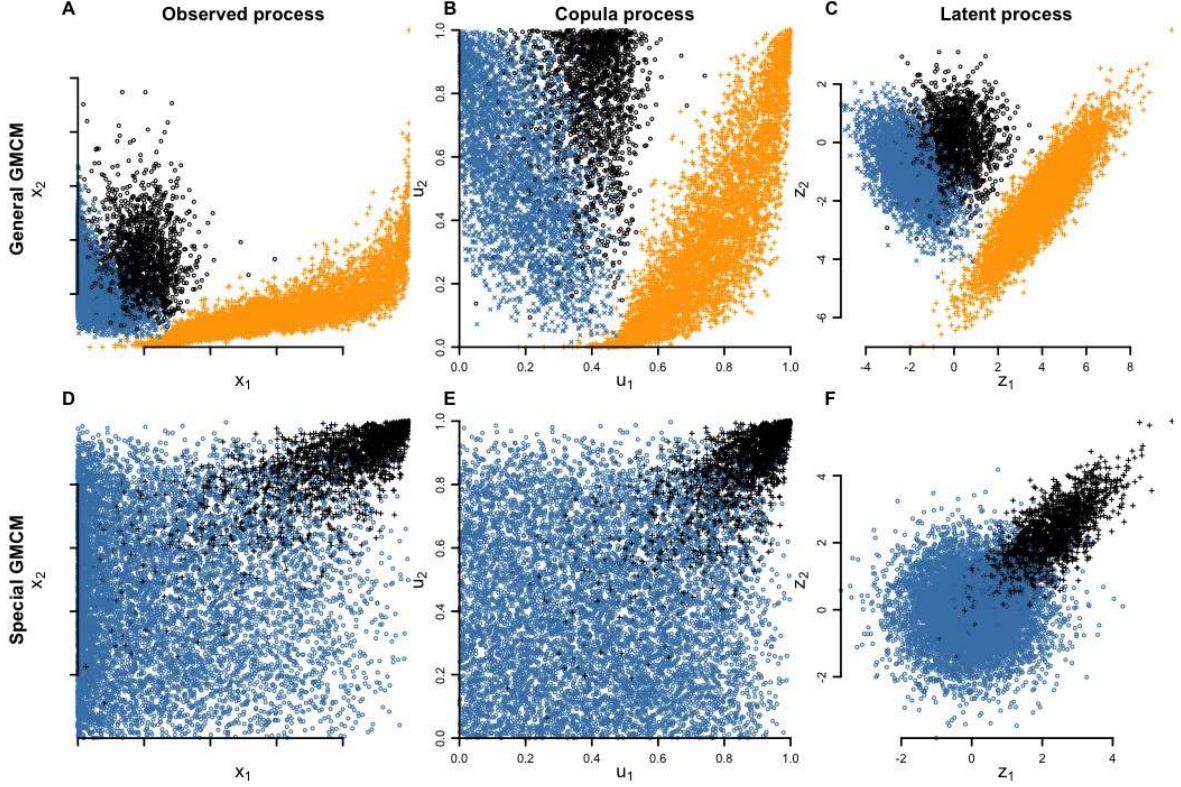 A Observed process
B Copula process
C Latent process
General GMCM
x2
x1
1.0
0.8
0.6
0.4
0.2
0.0
u2
0.0 0.2 0.4 0.6 0.8 1.0
u1
2
0
-2
-4
-6
z2
-4 -2 0 2 4 6 8
z1
D E F
Special GMCM
x2
x1
1.0
0.8
0.6
0.4
0.2
0.0
u2
0.0 0.2 0.4 0.6 0.8 1.0
u1
4
2
0
-2
z2
-2 0 2 4
z1